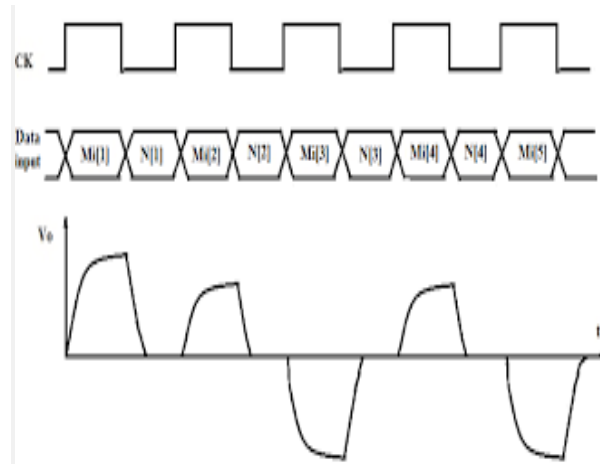 CK
Data
input
Mi[1] N[1] Mi[2] N[2] Mi[3] N[3] Mi[4] N[4] Mi[5]
Vo
t